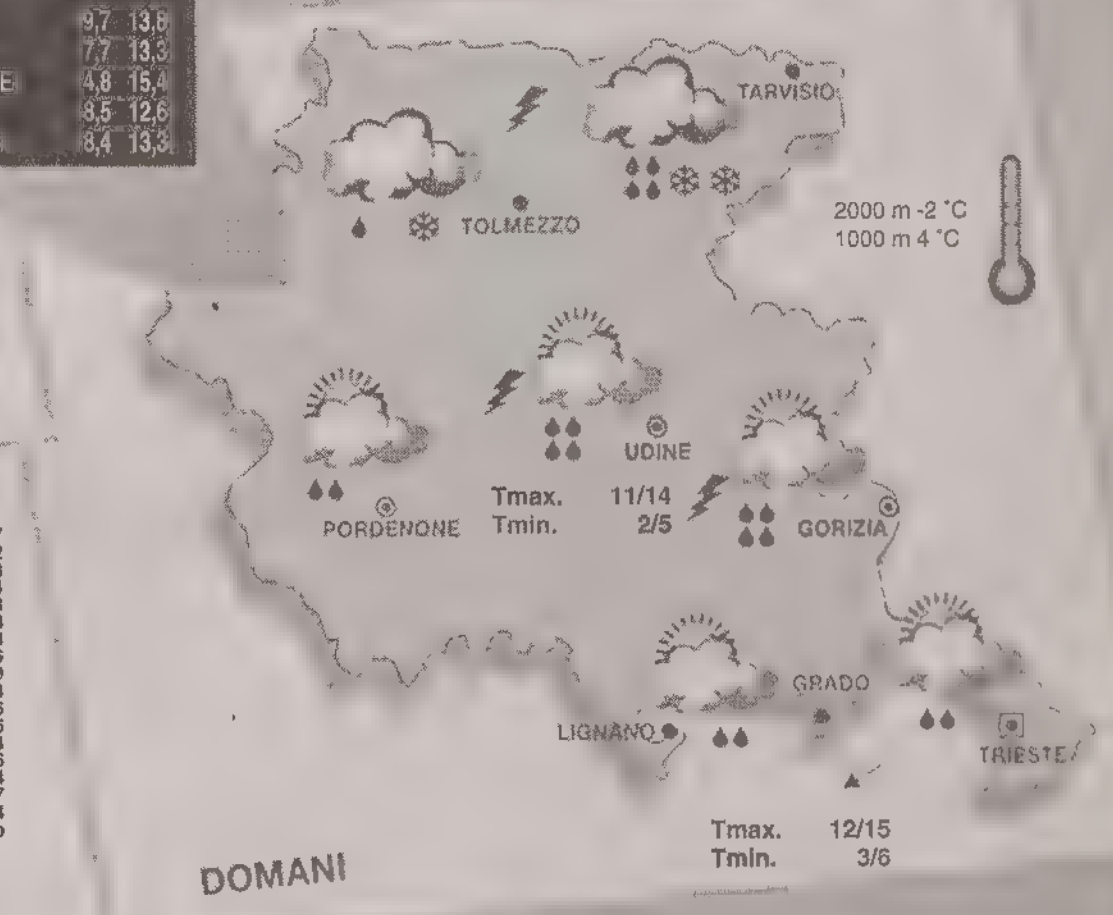 9,7 13,8
7,7 13,3
E 4,8 15,4
8,5 12,6
8,4 13,3
TARVISIO
TOLMEZZO
2000 m -2 °C
1000 m 4 °C
UDINE
PORDENONE
Tmax. 11/14
Tmin. 2/5
GORIZIA
GRADO
LIGNANO
TRIESTE
Tmax. 12/15
Tmin. 3/6
DOMANI